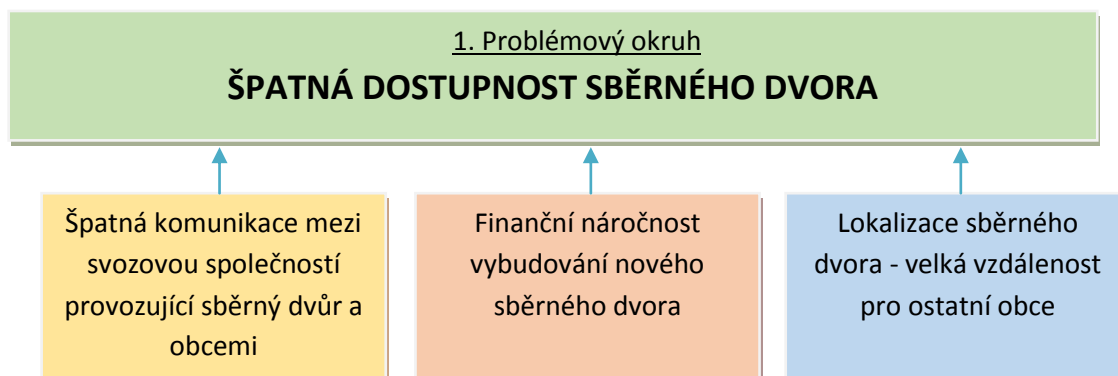 1. Problémový okruh
ŠPATNÁ DOSTUPNOST SBĚRNÉHO DVORA
Špatná komunikace mezi
svozovou společností
provozující sběrný dvůr a
obcemi
Finanční náročnost
vybudování nového
sběrného dvora
Lokalizace sběrného
dvora - velká vzdálenost
pro ostatní obce